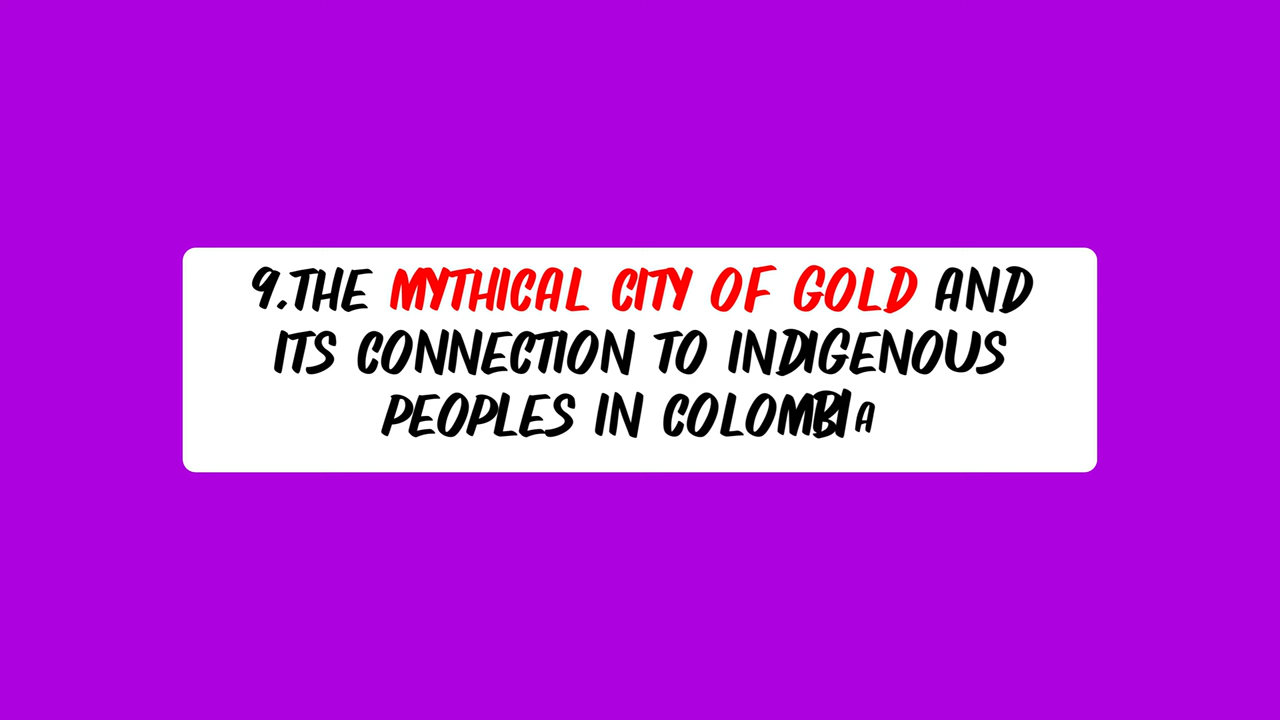 9.THE MYTHICAL CITY OF GOLD AND
ITS CONNECTION TO INDIGENOUS
PEOPLES IN COLOMBIA